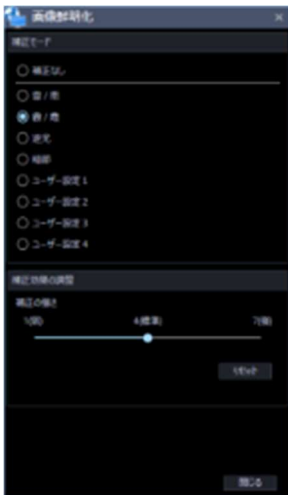 画像鮮明化
補正モード
補正なし
逆光
暗部
ユーザー設定 1
ユーザー設定 2
ユーザー設定 3
ユーザー設定 4
補正効果の調整
補正の強さ
1(弱) 4(標準) 7(強)
リセット
閉じる